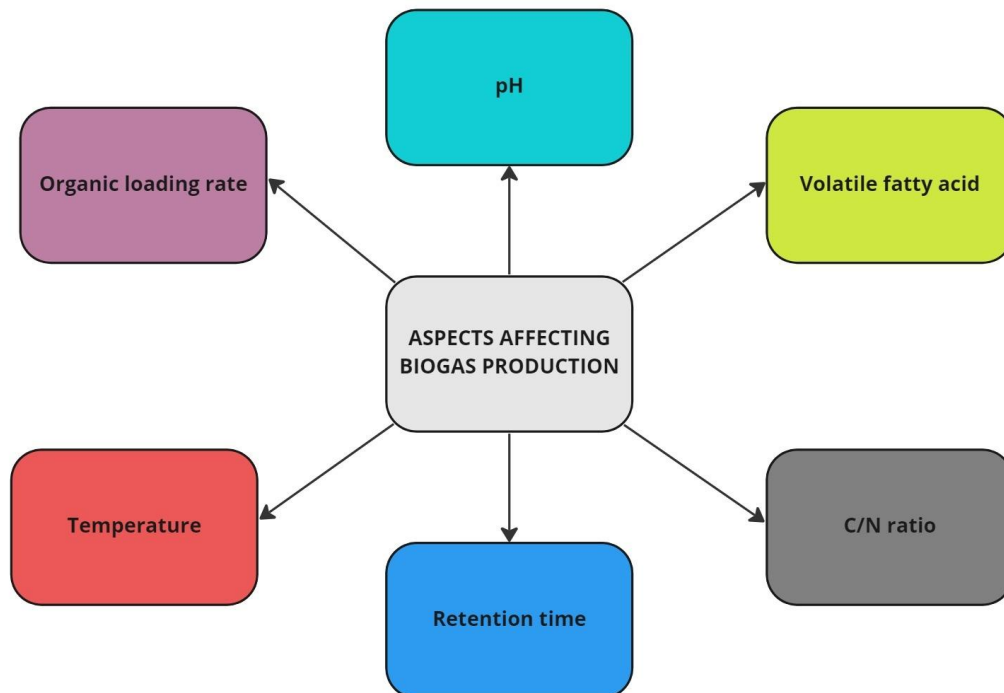 pH
Organic loading rate
Volatile fatty acid
ASPECTS AFFECTING
BIOGAS PRODUCTION
Temperature
C/N ratio
Retention time